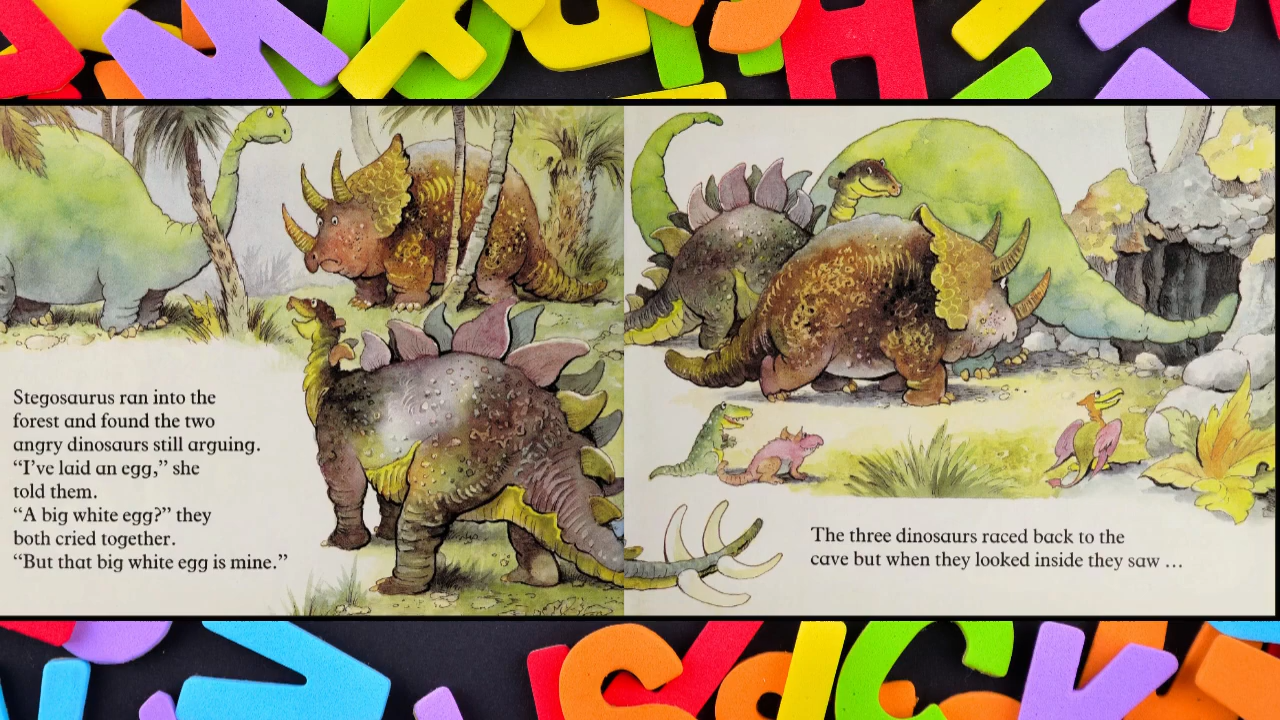 Stegosaurus ran into the
forest and found the two
angry dinosaurs still arguing.
“I’ve laid an egg,” she
told them.
“A big white egg?” they
both cried together.
“But that big white egg is mine.”
The three dinosaurs raced back to the
cave but when they looked inside they saw …